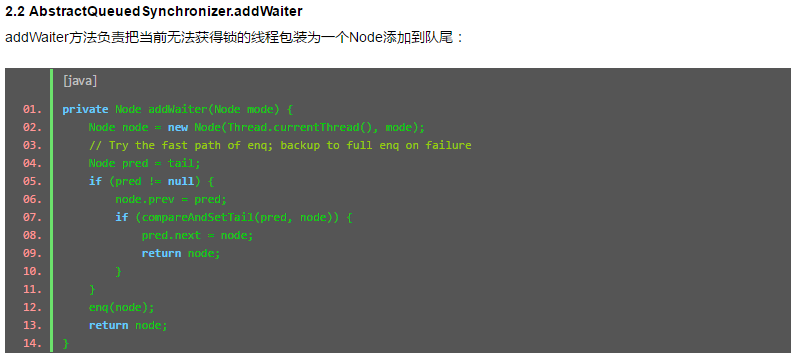 2.2 AbstractQueuedSynchronizer.addWaiter
addWaiter方法负责把当前无法获得锁的线程包装为一个Node添加到队尾：
[java]
01. private Node addWaiter(Node mode) {
02.     Node node = new Node(Thread.currentThread(), mode);
03.     // Try the fast path of enq; backup to full enq on failure
04.     Node pred = tail;
05.     if (pred != null) {
06.         node.prev = pred;
07.         if (compareAndSetTail(pred, node)) {
08.             pred.next = node;
09.             return node;
10.         }
11.     }
12.     enq(node);
13.     return node;
14. }